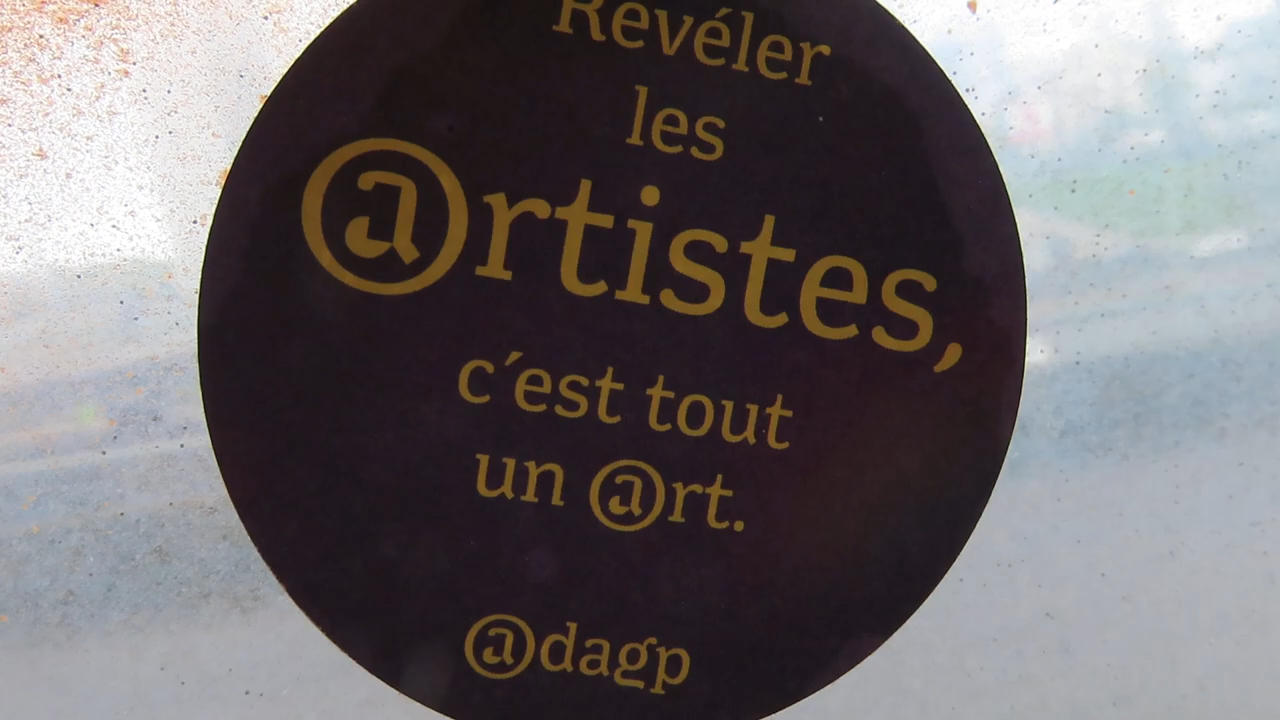 Révéler
les
@rtistes,
c´est tout
un @rt.
@dagp